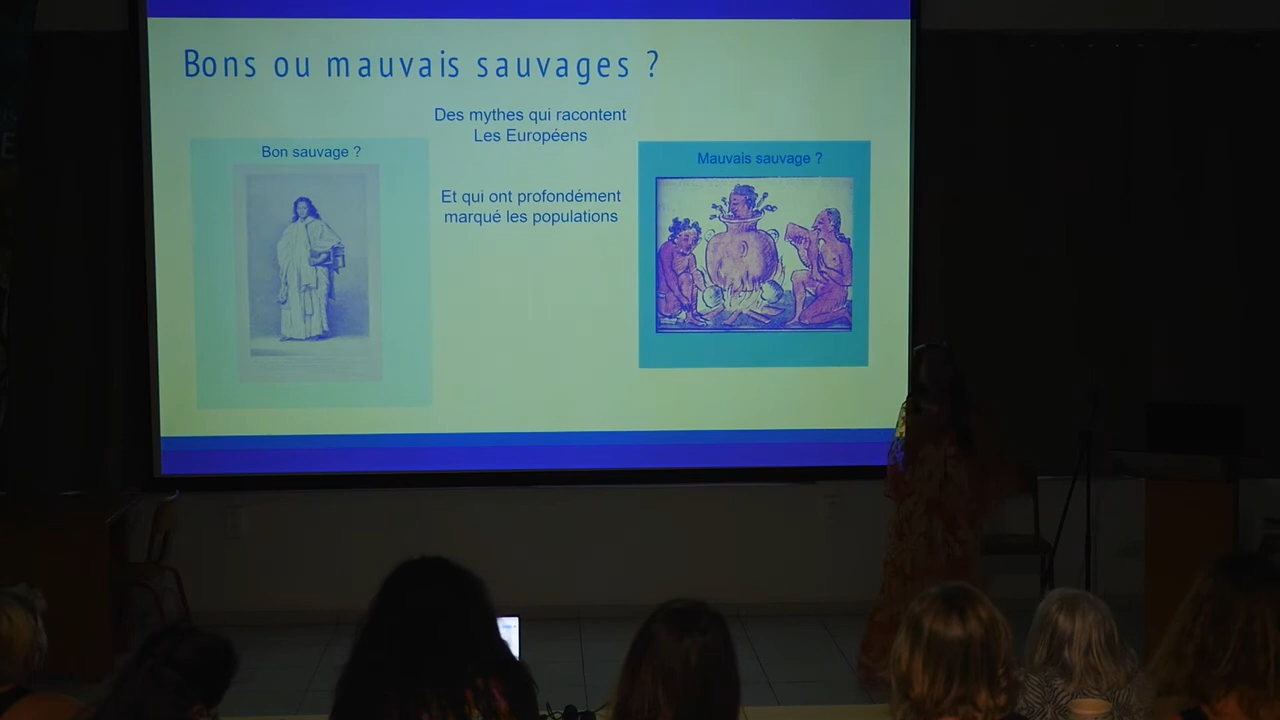 Bons ou mauvais sauvages ?
Des mythes qui racontent
Les Européens
Bon sauvage ?
Mauvais sauvage ?
Et qui ont profondément
marqué les populations